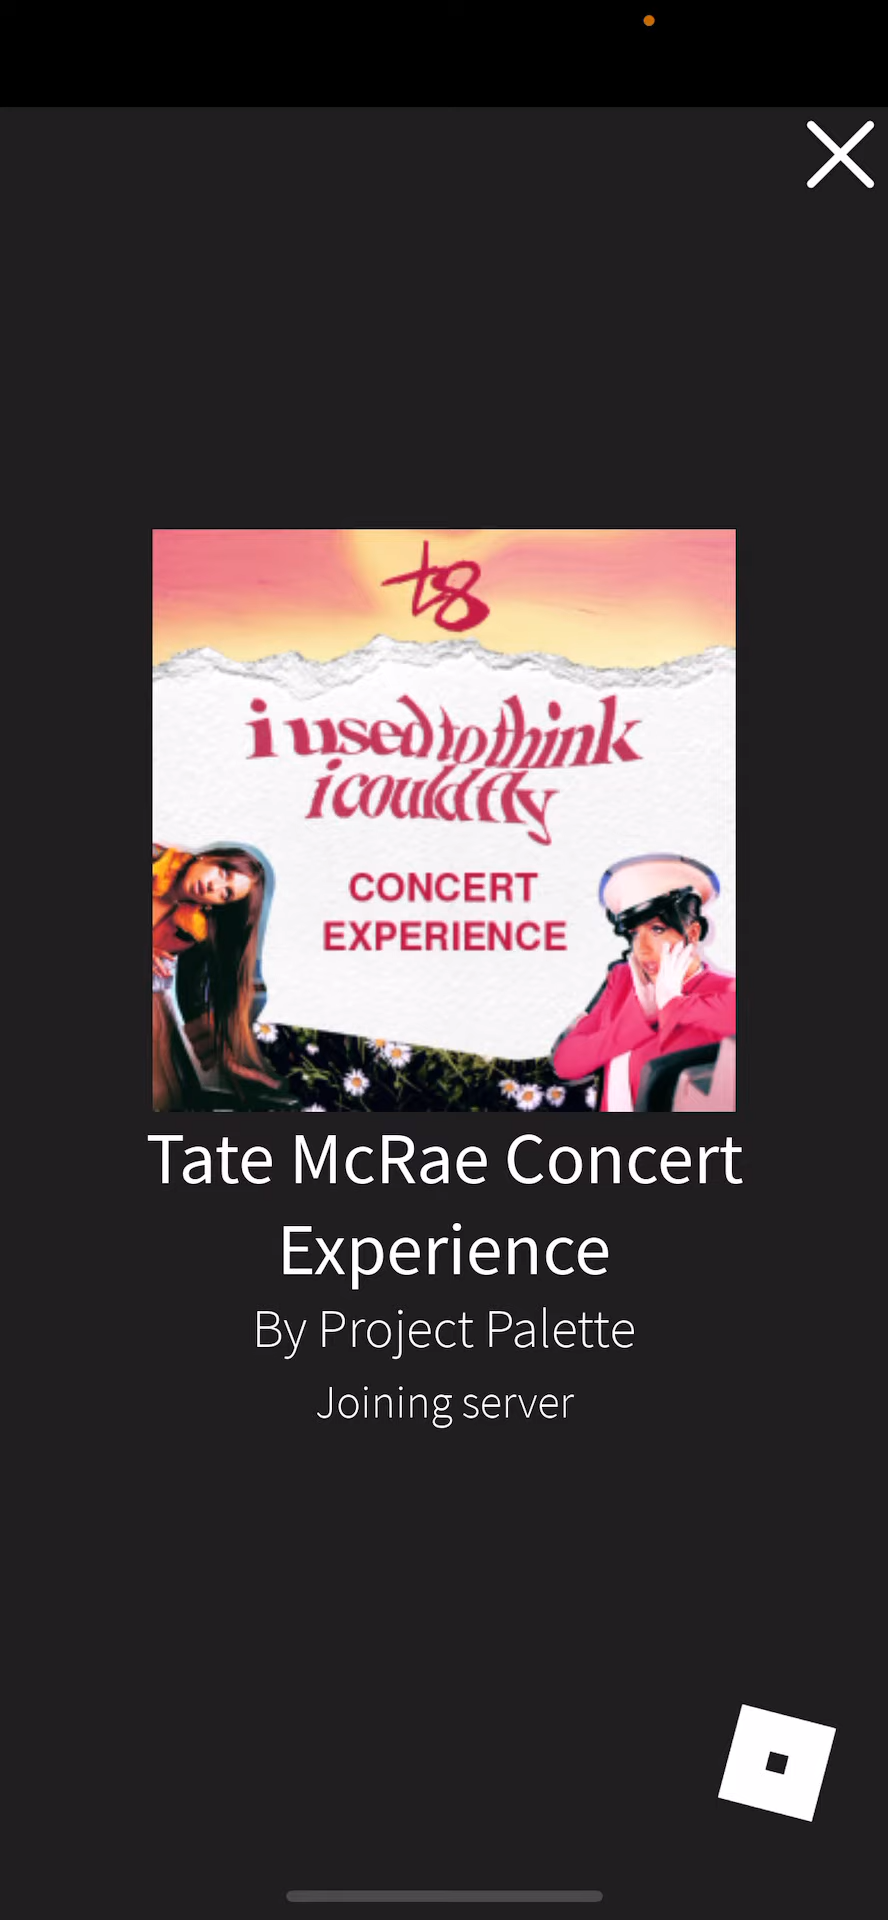 t8
i used to think
i could fly
CONCERT
EXPERIENCE
Tate McRae Concert
Experience
By Project Palette
Joining server